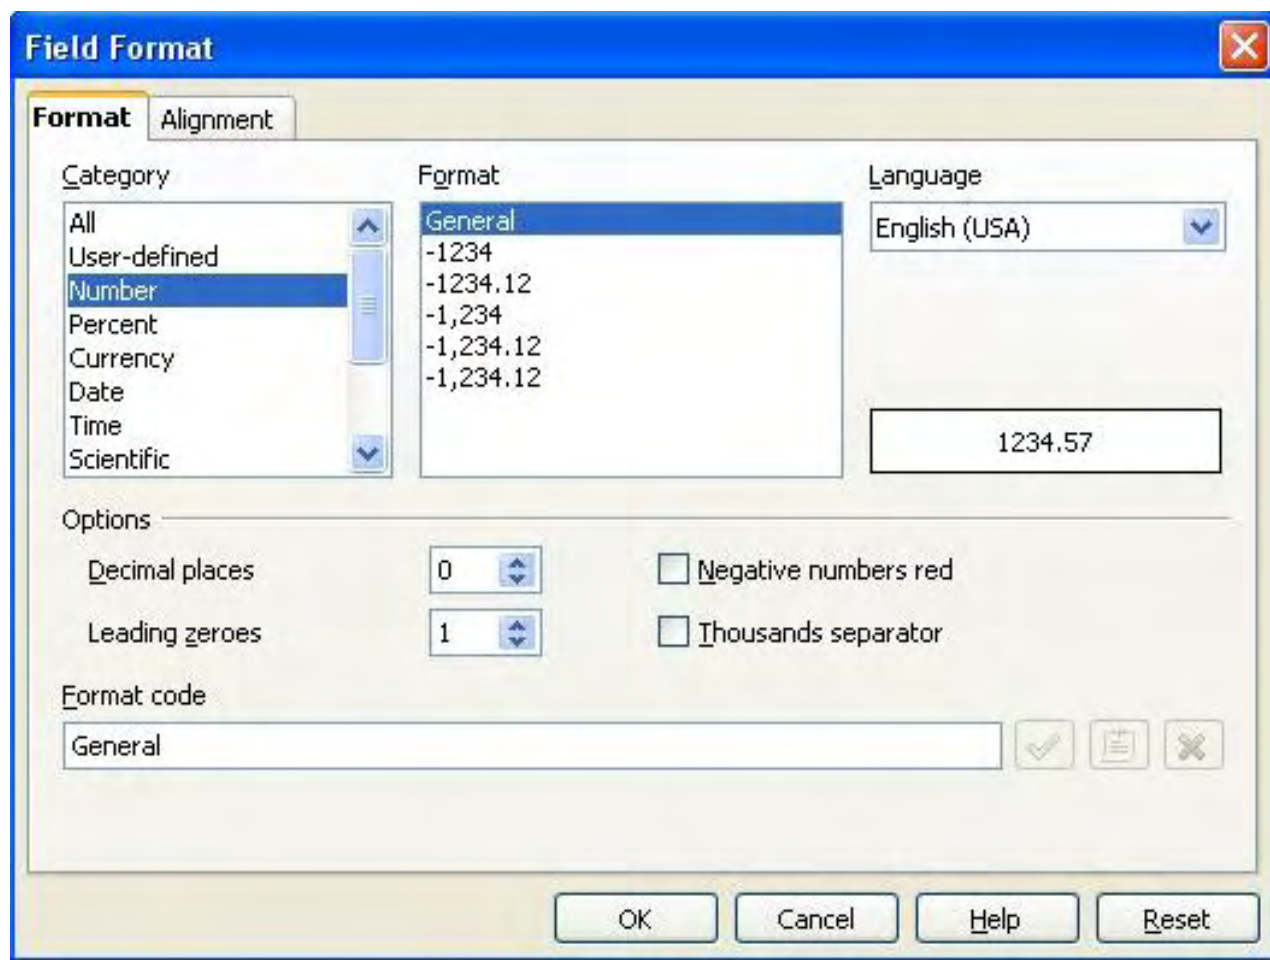 Field Format
Format Alignment
Category
All
User-defined
Number
Percent
Currency
Date
Time
Scientific
Format
General
-1234
-1234.12
-1,234
-1,234.12
-1,234.12
Language
English (USA)
1234.57
Options
Decimal places 0 Negative numbers red
Leading zeroes 1 Thousands separator
Format code
General
OK Cancel Help Reset